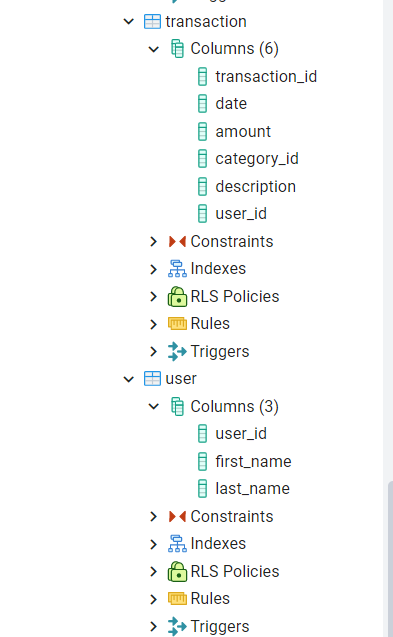 transaction
Columns (6)
transaction_id
date
amount
category_id
description
user_id
Constraints
Indexes
RLS Policies
Rules
Triggers
user
Columns (3)
user_id
first_name
last_name
Constraints
Indexes
RLS Policies
Rules
Triggers